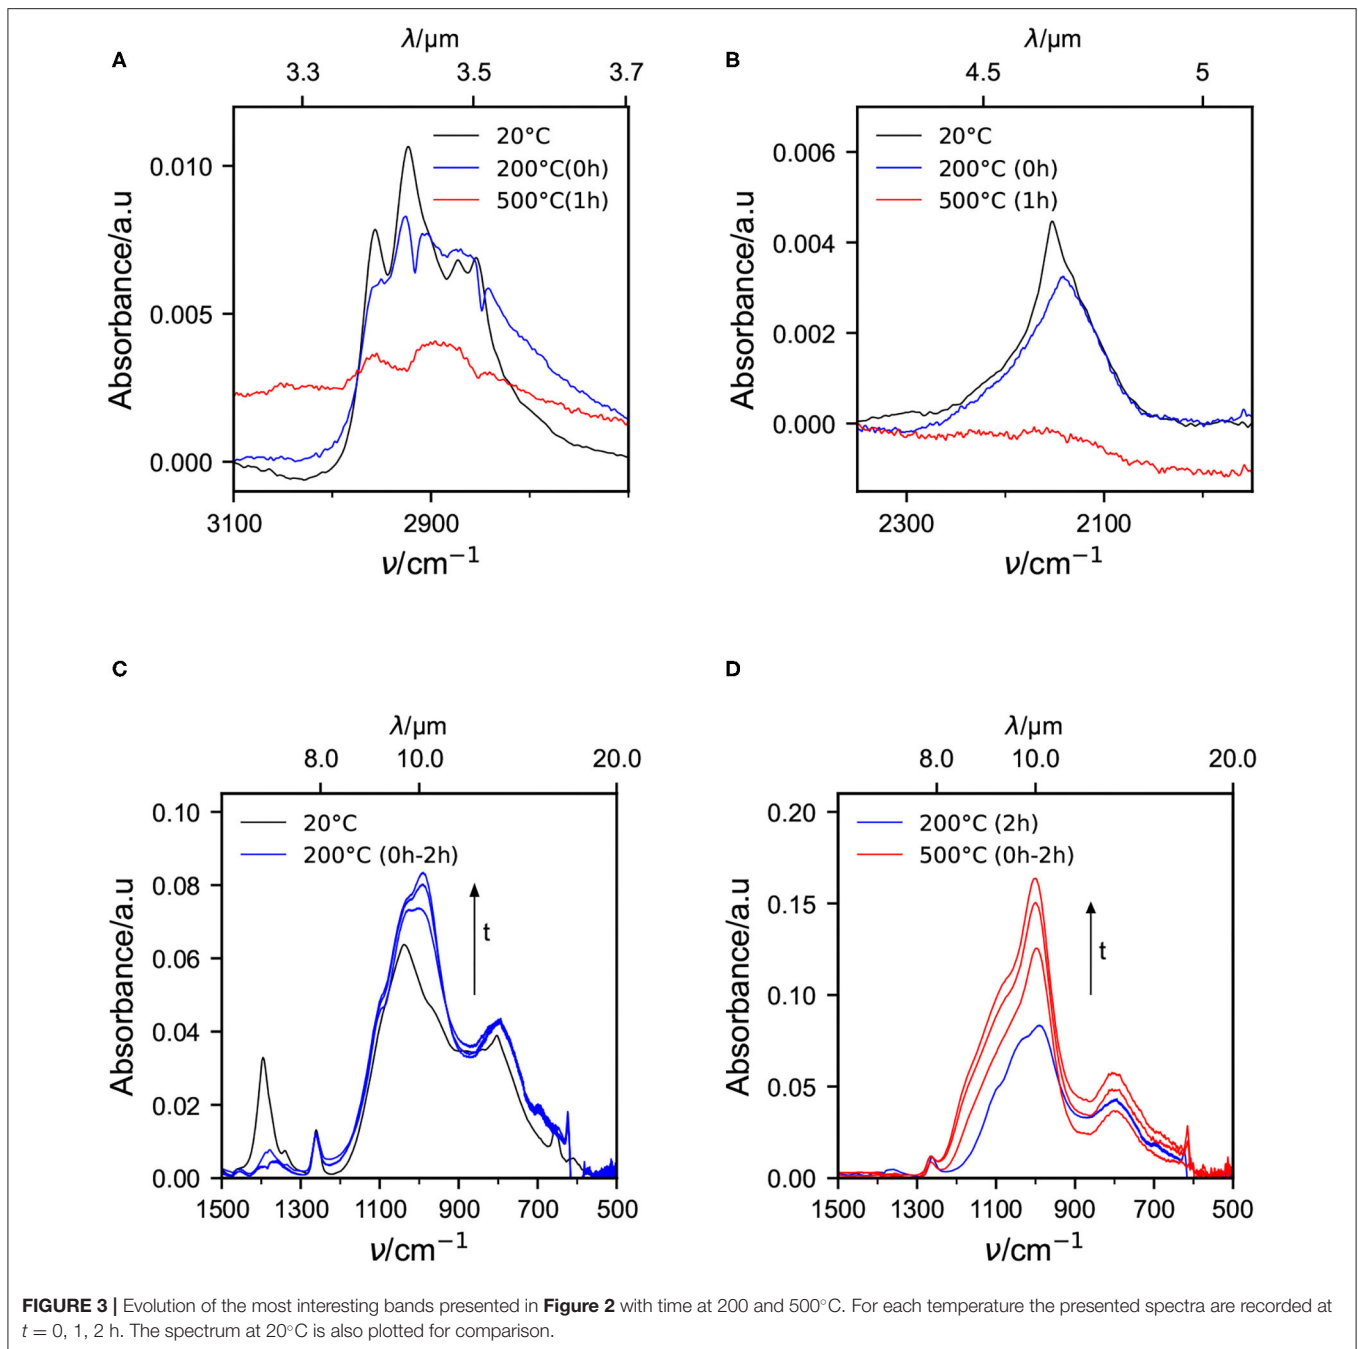 A
λ/μm
3.3 3.5 3.7
20°C
200°C(0h)
500°C(1h)
0.010
0.005
0.000
Absorbance/a.u
3100 2900
ν/cm−1
B
λ/μm
4.5 5
20°C
200°C (0h)
500°C (1h)
0.006
0.004
0.002
0.000
Absorbance/a.u
2300 2100
ν/cm−1
C
λ/μm
8.0 10.0 20.0
20°C
200°C (0h-2h)
t
0.10
0.08
0.06
0.04
0.02
0.00
Absorbance/a.u
1500 1300 1100 900 700 500
ν/cm−1
D
λ/μm
8.0 10.0 20.0
200°C (2h)
500°C (0h-2h)
t
0.20
0.15
0.10
0.05
0.00
Absorbance/a.u
1500 1300 1100 900 700 500
ν/cm−1
FIGURE 3 | Evolution of the most interesting bands presented in Figure 2 with time at 200 and 500°C. For each temperature the presented spectra are recorded at
t = 0, 1, 2 h. The spectrum at 20°C is also plotted for comparison.